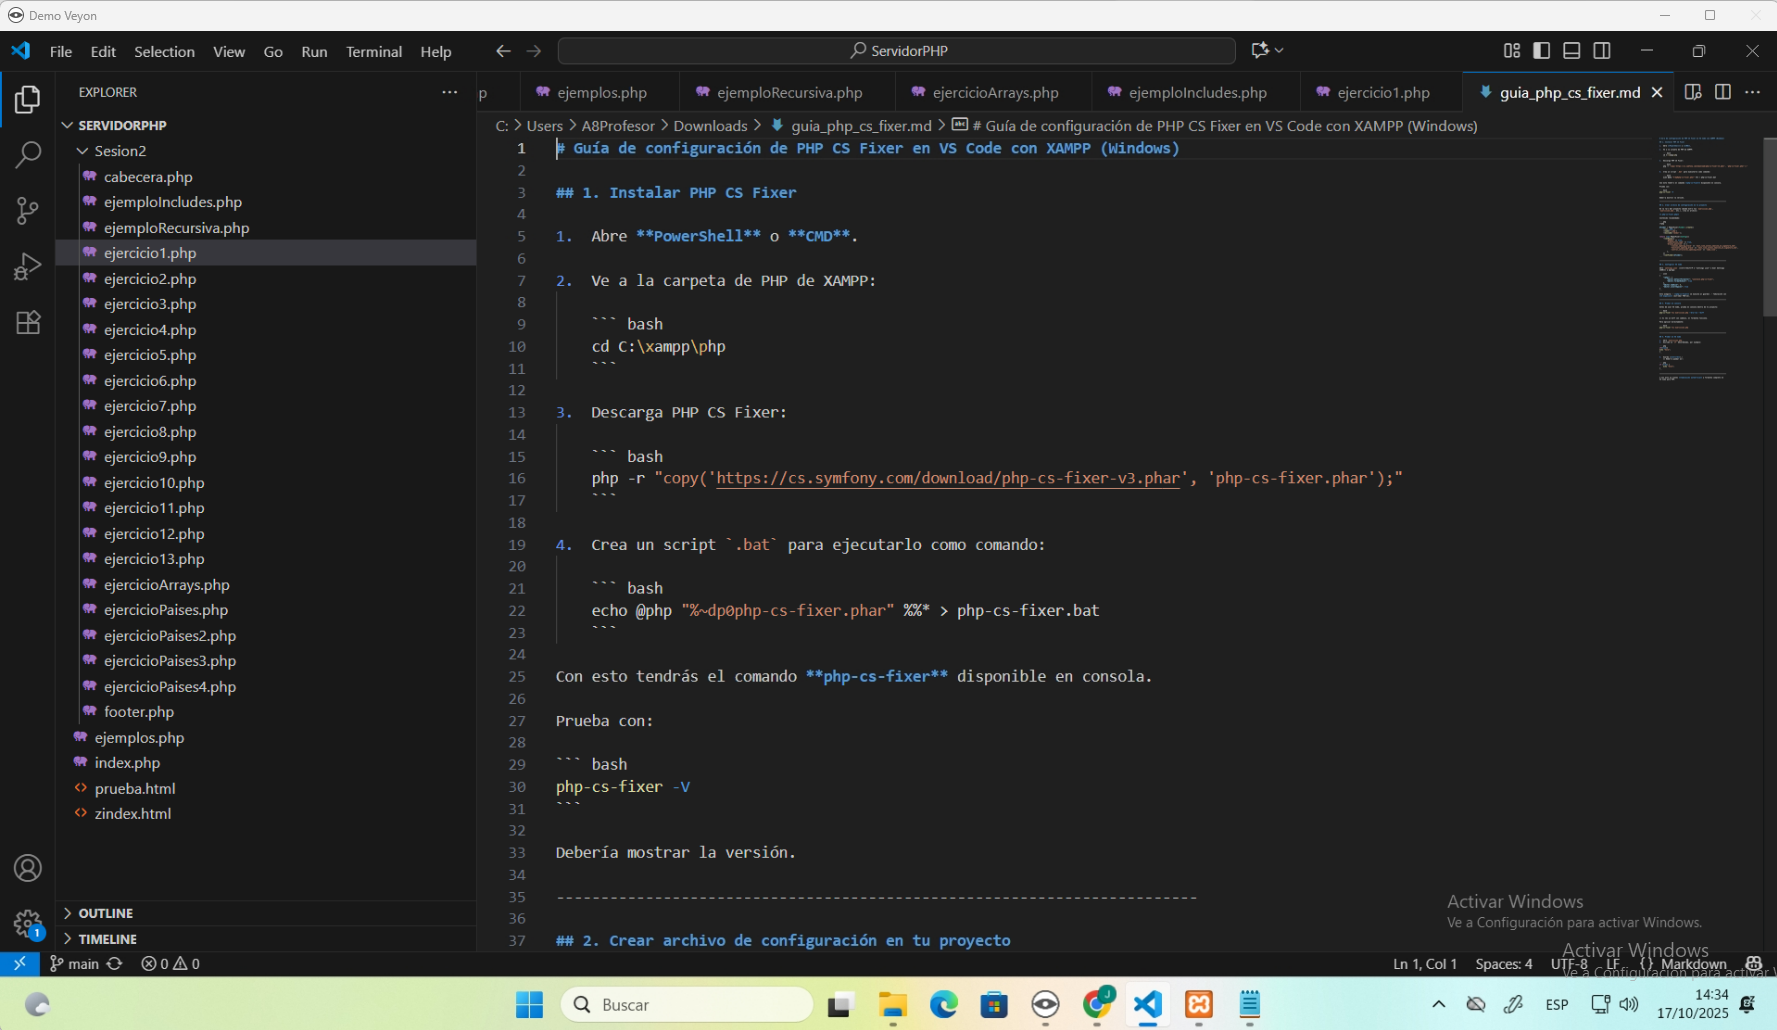 Demo Veyon
File Edit Selection View Go Run Terminal Help
ServidorPHP
EXPLORER
p ejemplos.php ejemploRecursiva.php ejercicioArrays.php ejemploIncludes.php ejercicio1.php guia_php_cs_fixer.md
C: > Users > A8Profesor > Downloads > guia_php_cs_fixer.md > # Guía de configuración de PHP CS Fixer en VS Code con XAMPP (Windows)
SERVIDORPHP
Sesion2
cabecera.php
ejemploIncludes.php
ejemploRecursiva.php
ejercicio1.php
ejercicio2.php
ejercicio3.php
ejercicio4.php
ejercicio5.php
ejercicio6.php
ejercicio7.php
ejercicio8.php
ejercicio9.php
ejercicio10.php
ejercicio11.php
ejercicio12.php
ejercicio13.php
ejercicioArrays.php
ejercicioPaises.php
ejercicioPaises2.php
ejercicioPaises3.php
ejercicioPaises4.php
footer.php
ejemplos.php
index.php
prueba.html
zindex.html
OUTLINE
TIMELINE
1 # Guía de configuración de PHP CS Fixer en VS Code con XAMPP (Windows)
2
3 ## 1. Instalar PHP CS Fixer
4
5 1. Abre **PowerShell** o **CMD**.
6
7 2. Ve a la carpeta de PHP de XAMPP:
8
9 ``` bash
10 cd C:\xampp\php
11 ```
12
13 3. Descarga PHP CS Fixer:
14
15 ``` bash
16 php -r "copy('https://cs.symfony.com/download/php-cs-fixer-v3.phar', 'php-cs-fixer.phar');"
17 ```
18
19 4. Crea un script `.bat` para ejecutarlo como comando:
20
21 ``` bash
22 echo @php "%~dp0php-cs-fixer.phar" %%* > php-cs-fixer.bat
23 ```
24
25 Con esto tendrás el comando **php-cs-fixer** disponible en consola.
26
27 Prueba con:
28
29 ``` bash
30 php-cs-fixer -V
31 ```
32
33 Debería mostrar la versión.
34
35 ------------------------------------------------------------------------
36
37 ## 2. Crear archivo de configuración en tu proyecto
Activar Windows
Ve a Configuración para activar Windows.
Activar Windows
Ve a Configuración para activar W
1
main 0 0
Ln 1, Col 1 Spaces: 4 UTF-8 LF {} Markdown
Buscar
J
ESP
14:34
17/10/2025